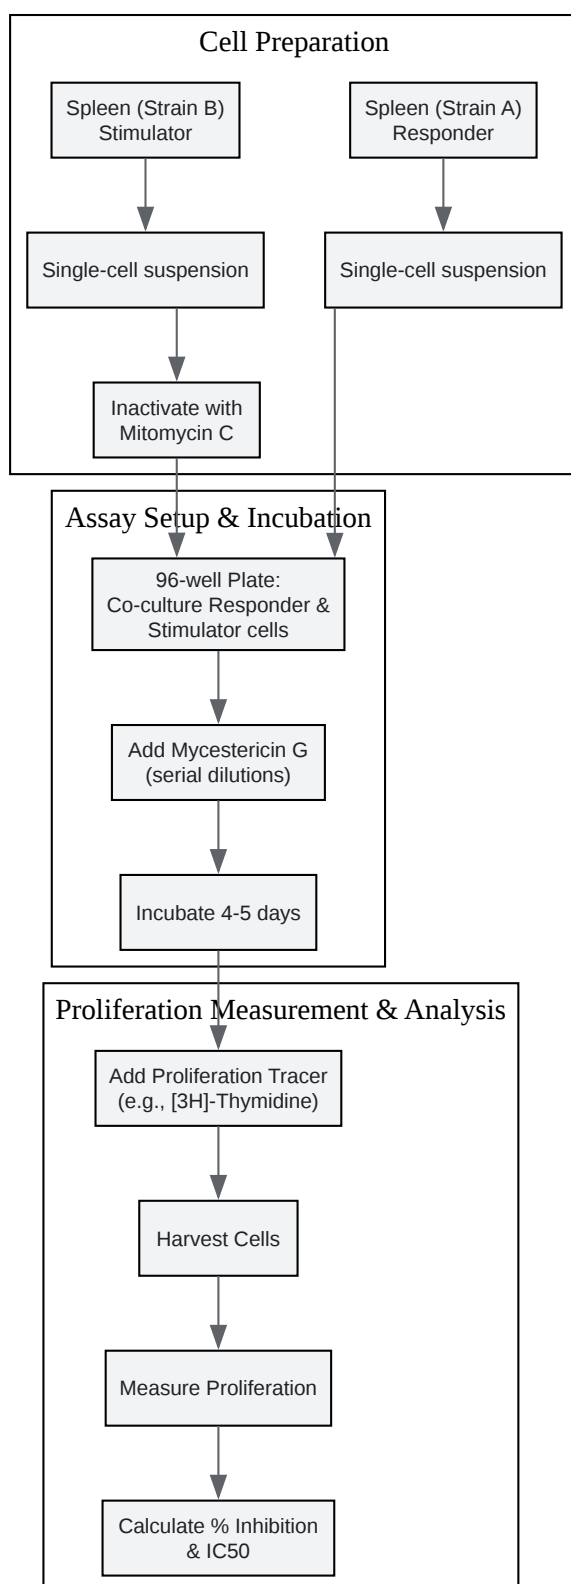 Cell Preparation
Spleen (Strain B)
Stimulator
Spleen (Strain A)
Responder
Single-cell suspension
Single-cell suspension
Inactivate with
Mitomycin C
Assay Setup & Incubation
96-well Plate:
Co-culture Responder &
Stimulator cells
Add Mycestericin G
(serial dilutions)
Incubate 4-5 days
Proliferation Measurement & Analysis
Add Proliferation Tracer
(e.g., [3H]-Thymidine)
Harvest Cells
Measure Proliferation
Calculate % Inhibition
& IC50